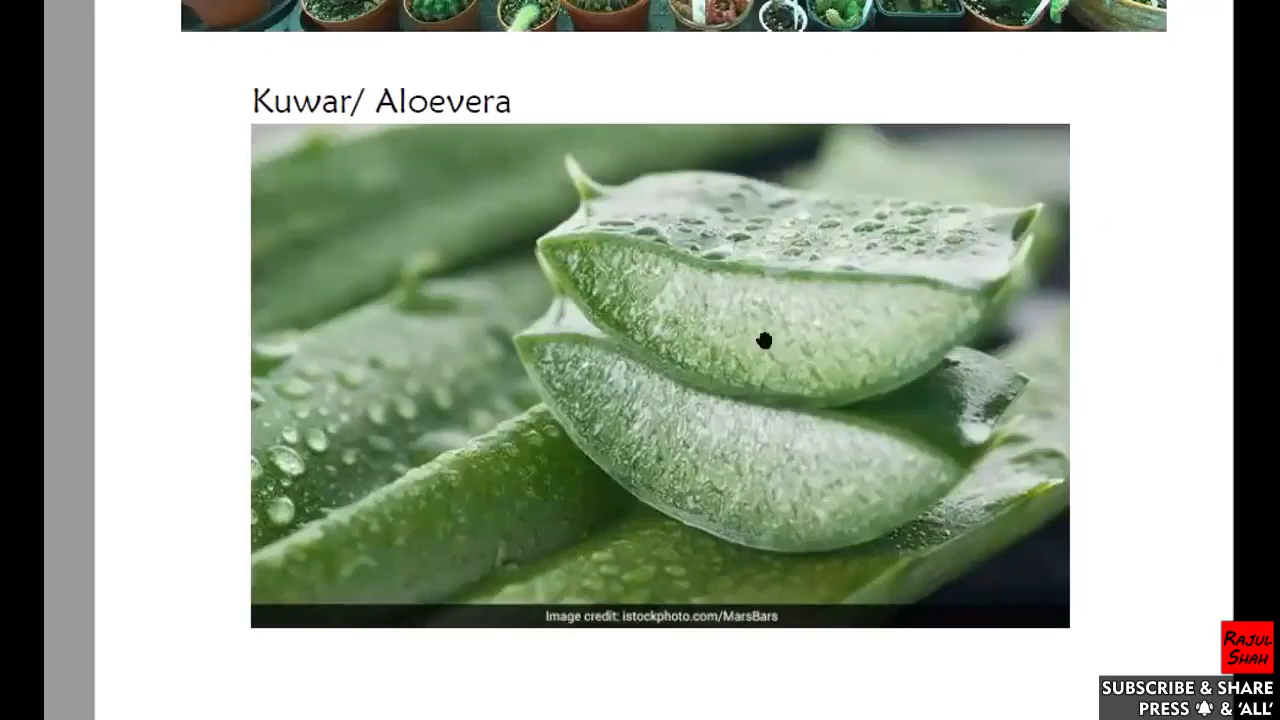 Kuwar/ Aloevera
Image credit: istockphoto.com/MarsBars
RAJUL
SHAH
SUBSCRIBE & SHARE
PRESS 🔔 & 'ALL'